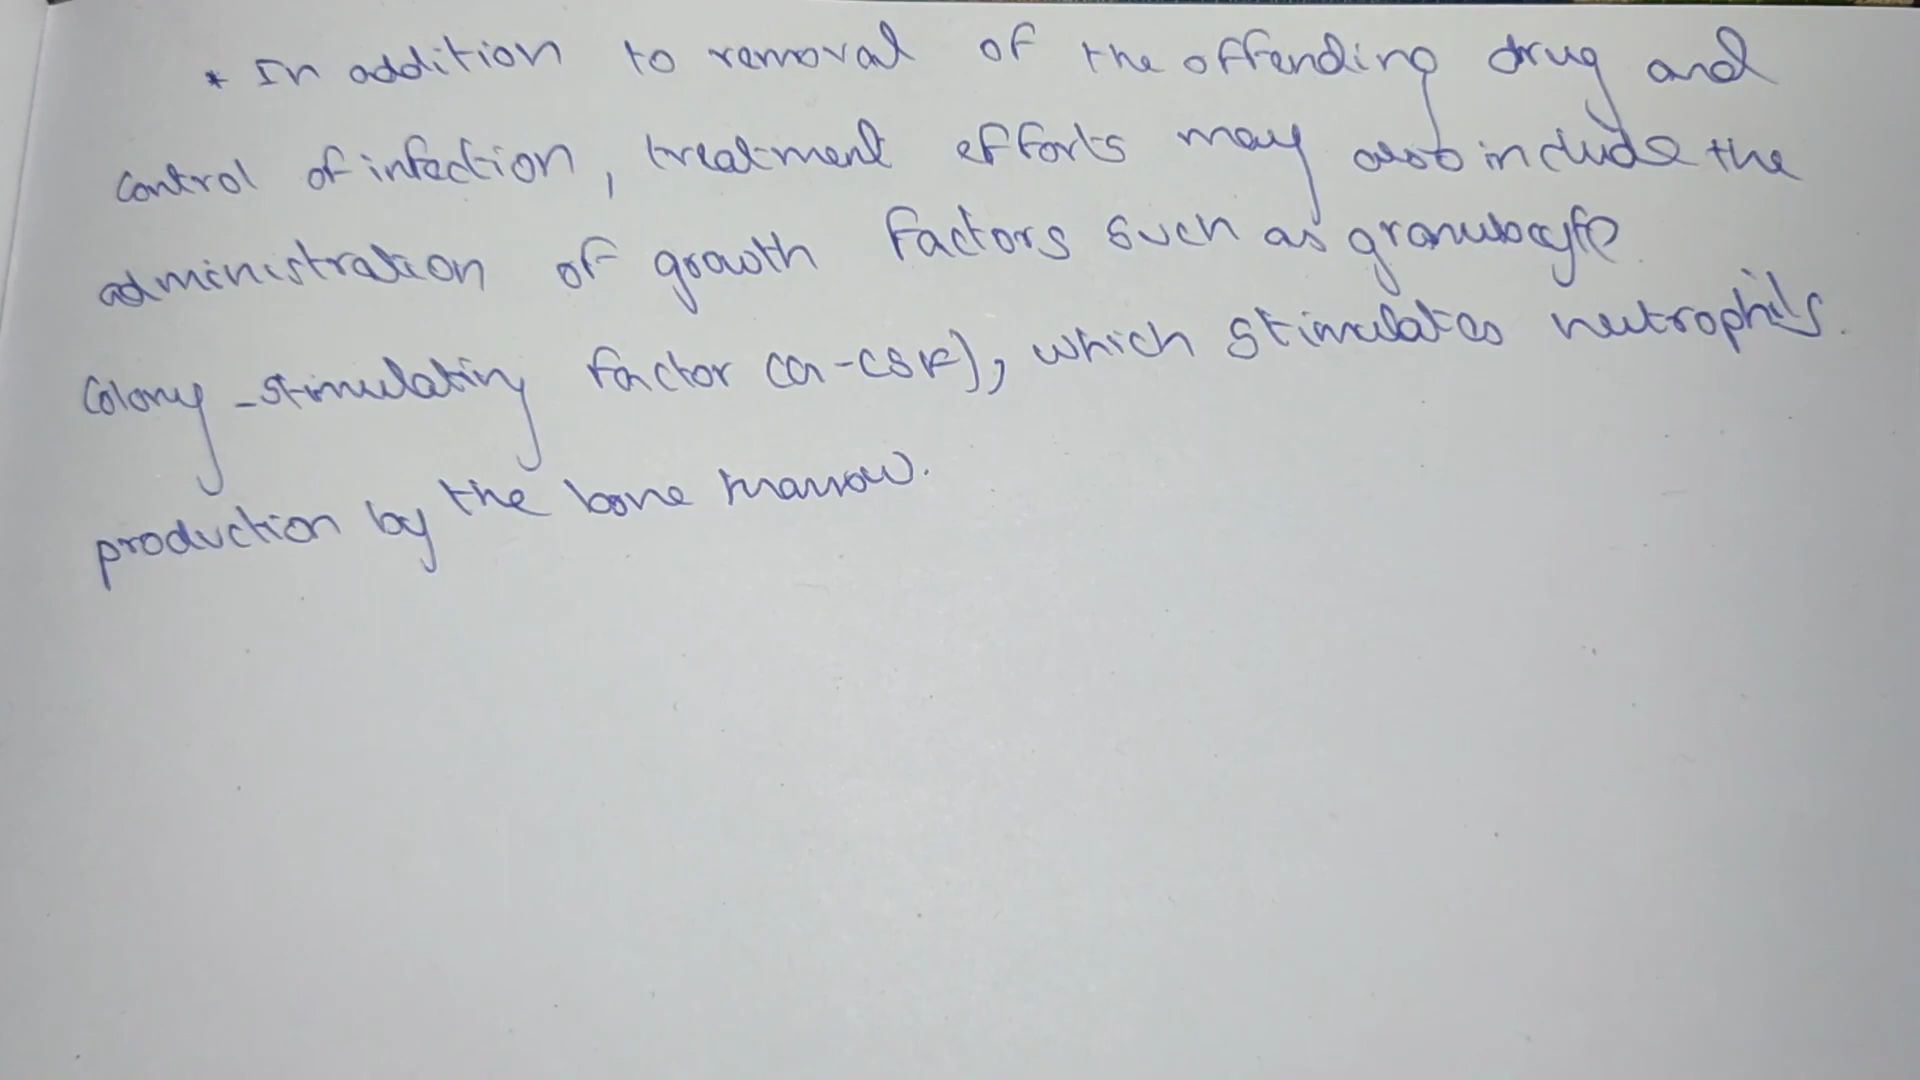 * In addition to removal of the offending drug and
control of infection, treatment efforts may also include the
administration of growth factors such as granulocyte
colony-stimulating factor (G-CSF), which stimulates neutrophils.
production by the bone marrow.